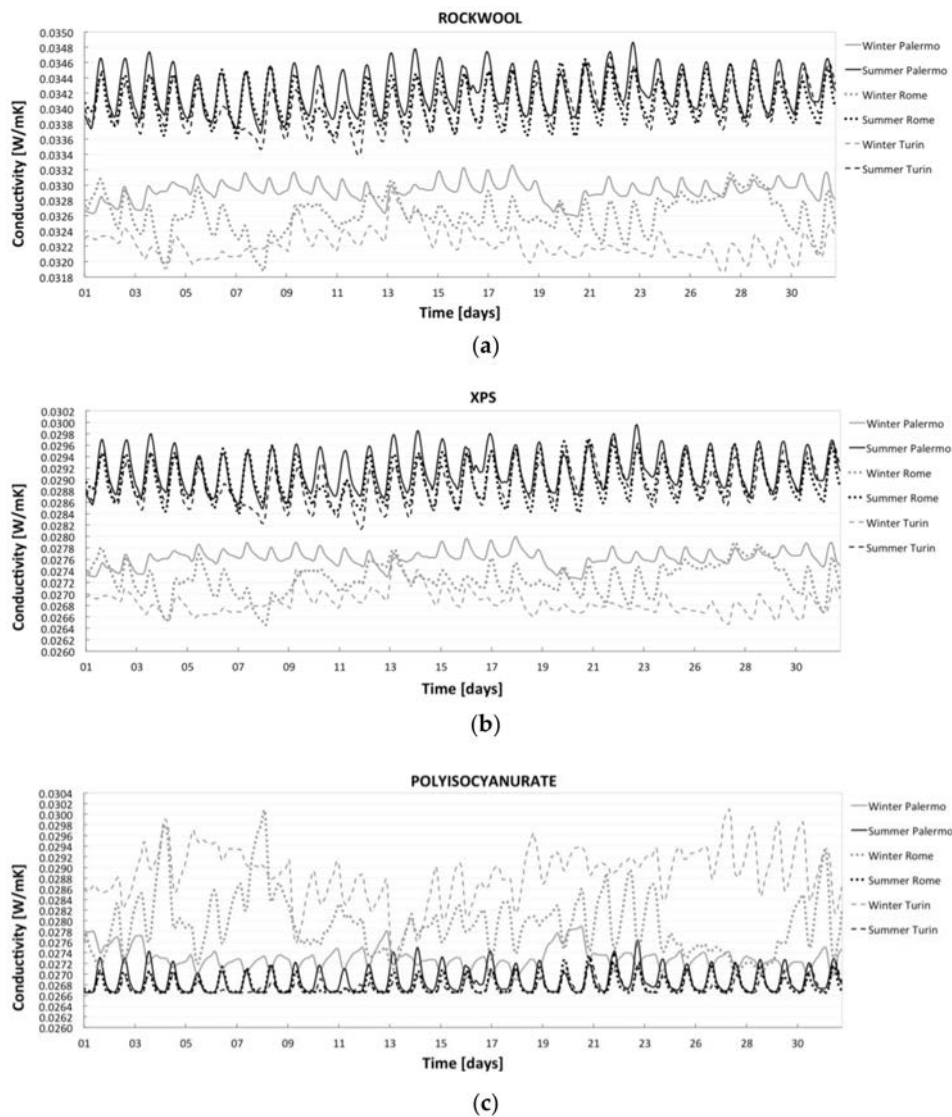 ROCKWOOL
Conductivity [W/mK]
0.0350
0.0348
0.0346
0.0344
0.0342
0.0340
0.0338
0.0336
0.0334
0.0332
0.0330
0.0328
0.0326
0.0324
0.0322
0.0320
0.0318
01 03 05 07 09 11 13 15 17 19 21 23 24 26 28 30
Time [days]
Winter Palermo
Summer Palermo
Winter Rome
Summer Rome
Winter Turin
Summer Turin
(a)
XPS
Conductivity [W/mK]
0.0302
0.0300
0.0298
0.0296
0.0294
0.0292
0.0290
0.0288
0.0286
0.0284
0.0282
0.0280
0.0278
0.0276
0.0274
0.0272
0.0270
0.0268
0.0266
0.0264
0.0262
0.0260
01 03 05 07 09 11 13 15 17 19 21 23 24 26 28 30
Time [days]
Winter Palermo
Summer Palermo
Winter Rome
Summer Rome
Winter Turin
Summer Turin
(b)
POLYISOCYANURATE
Conductivity [W/mK]
0.0304
0.0302
0.0300
0.0298
0.0296
0.0294
0.0292
0.0290
0.0288
0.0286
0.0284
0.0282
0.0280
0.0278
0.0276
0.0274
0.0272
0.0270
0.0268
0.0266
0.0264
0.0262
0.0260
01 03 05 07 09 11 13 15 17 19 21 23 24 26 28 30
Time [days]
Winter Palermo
Summer Palermo
Winter Rome
Summer Rome
Winter Turin
Summer Turin
(c)